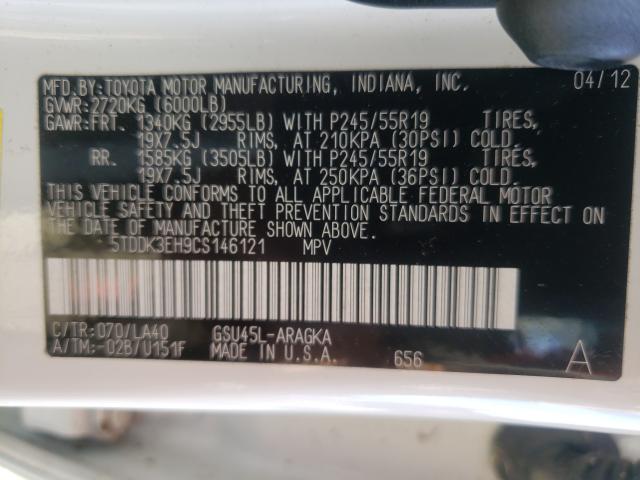 MFD.BY:TOYOTA MOTOR MANUFACTURING, INDIANA, INC. 04/12
GVWR:2720KG (6000LB)
GAWR:FRT. 1340KG (2955LB) WITH P245/55R19 TIRES,
19X7.5J RIMS, AT 210KPA (30PSI) COLD.
RR. 1585KG (3505LB) WITH P245/55R19 TIRES,
19X7.5J RIMS, AT 250KPA (36PSI) COLD.
THIS VEHICLE CONFORMS TO ALL APPLICABLE FEDERAL MOTOR
VEHICLE SAFETY AND THEFT PREVENTION STANDARDS IN EFFECT ON
THE DATE OF MANUFACTURE SHOWN ABOVE.
5TDDK3EH9CS146121 MPV
C/TR:070/LA40 GSU45L-ARAGKA
A/TM:-02B/U151F MADE IN U.S.A. 656 A